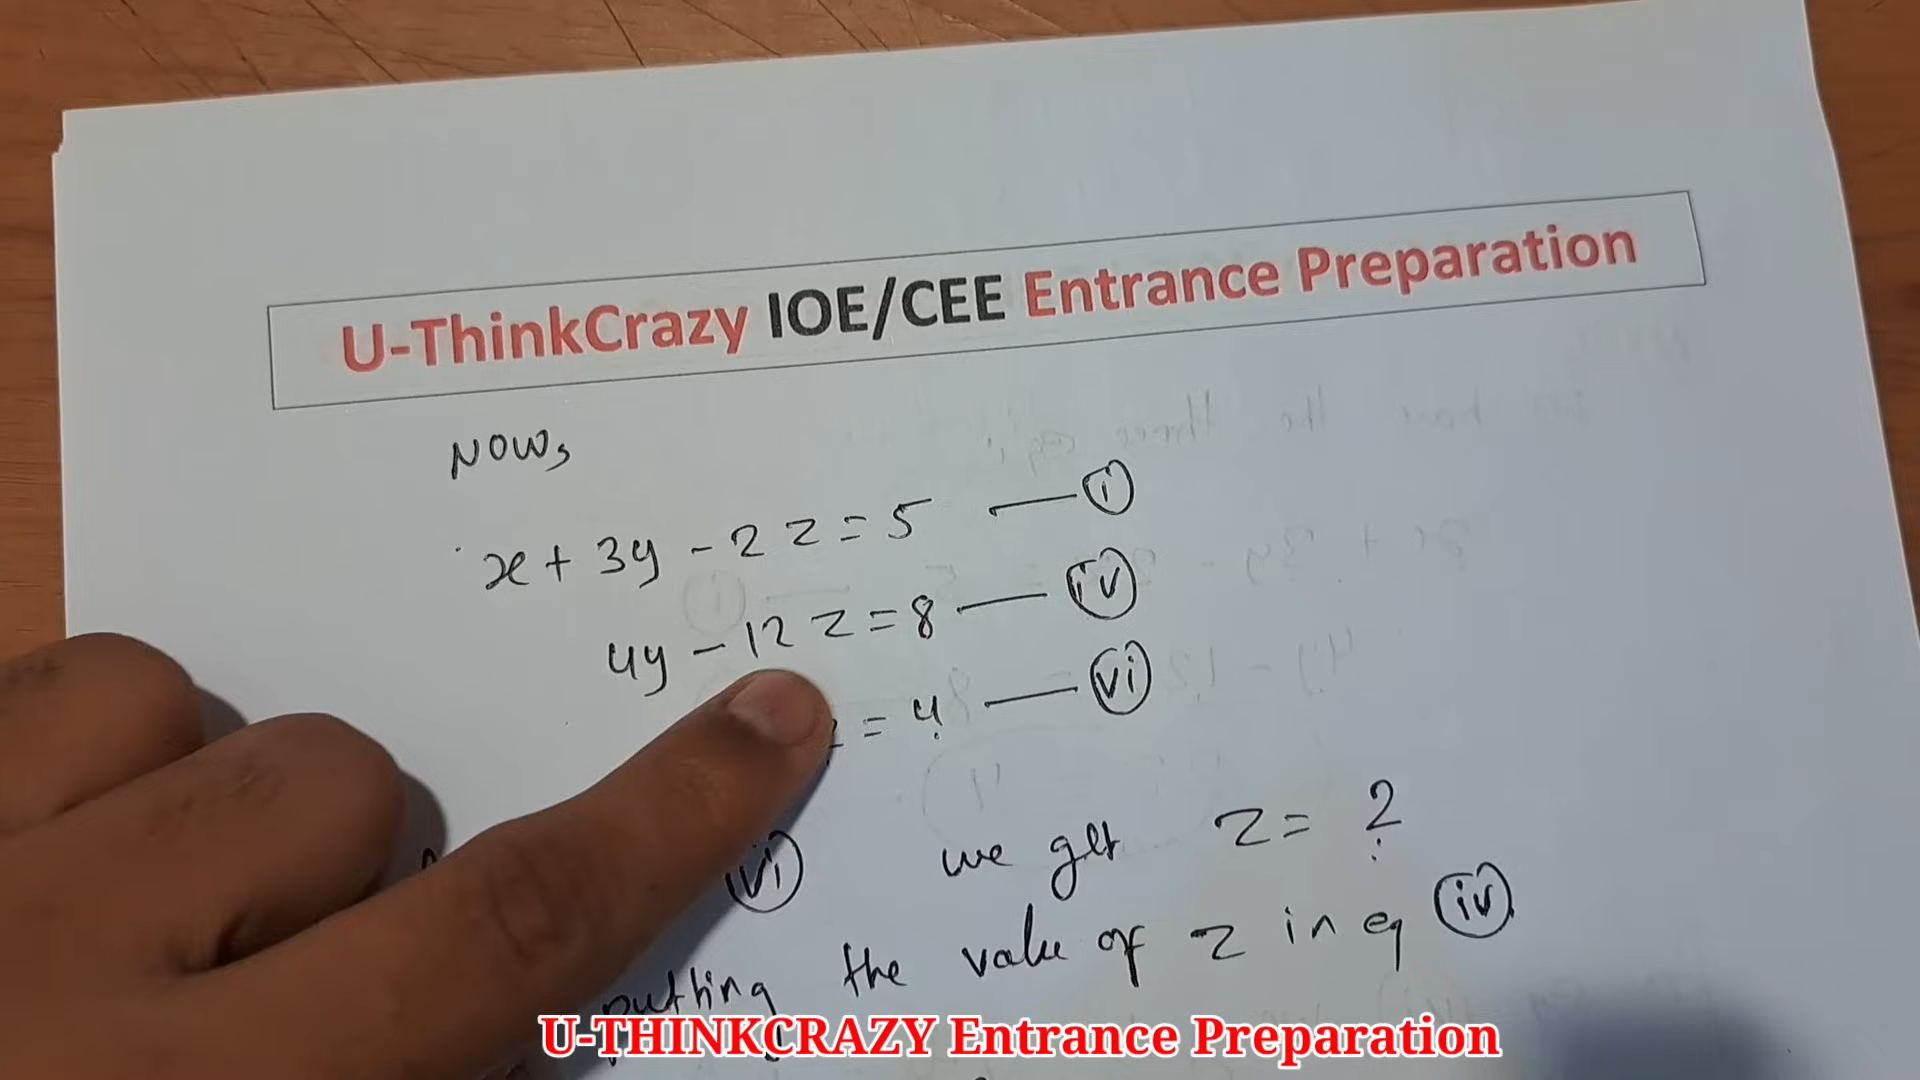 U-ThinkCrazy IOE/CEE Entrance Preparation
Now,
x + 3y - 2z = 5 — (i)
4y - 12z = 8 — (iv)
= 4 — (vi)
(vi) we get z = ?
putting the value of z in eq (iv)
U-THINKCRAZY Entrance Preparation